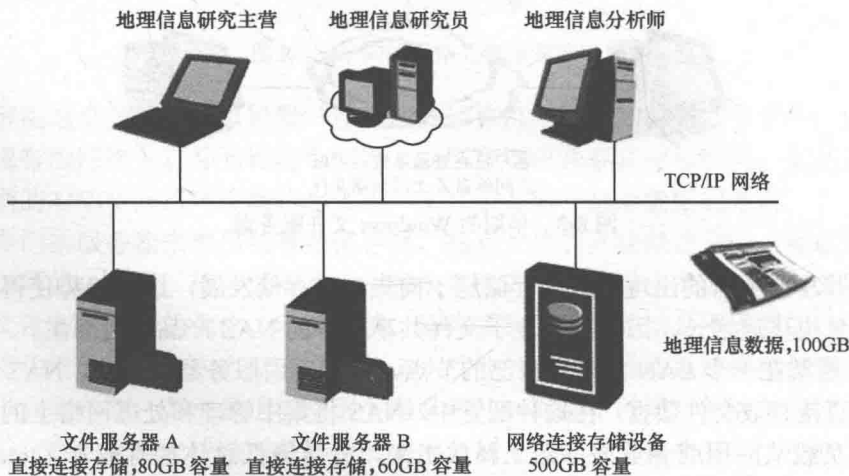 地理信息研究主营
地理信息研究员
地理信息分析师
TCP/IP 网络
地理信息数据,100GB
文件服务器 A
直接连接存储,80GB 容量
文件服务器 B
直接连接存储,60GB 容量
网络连接存储设备
500GB 容量